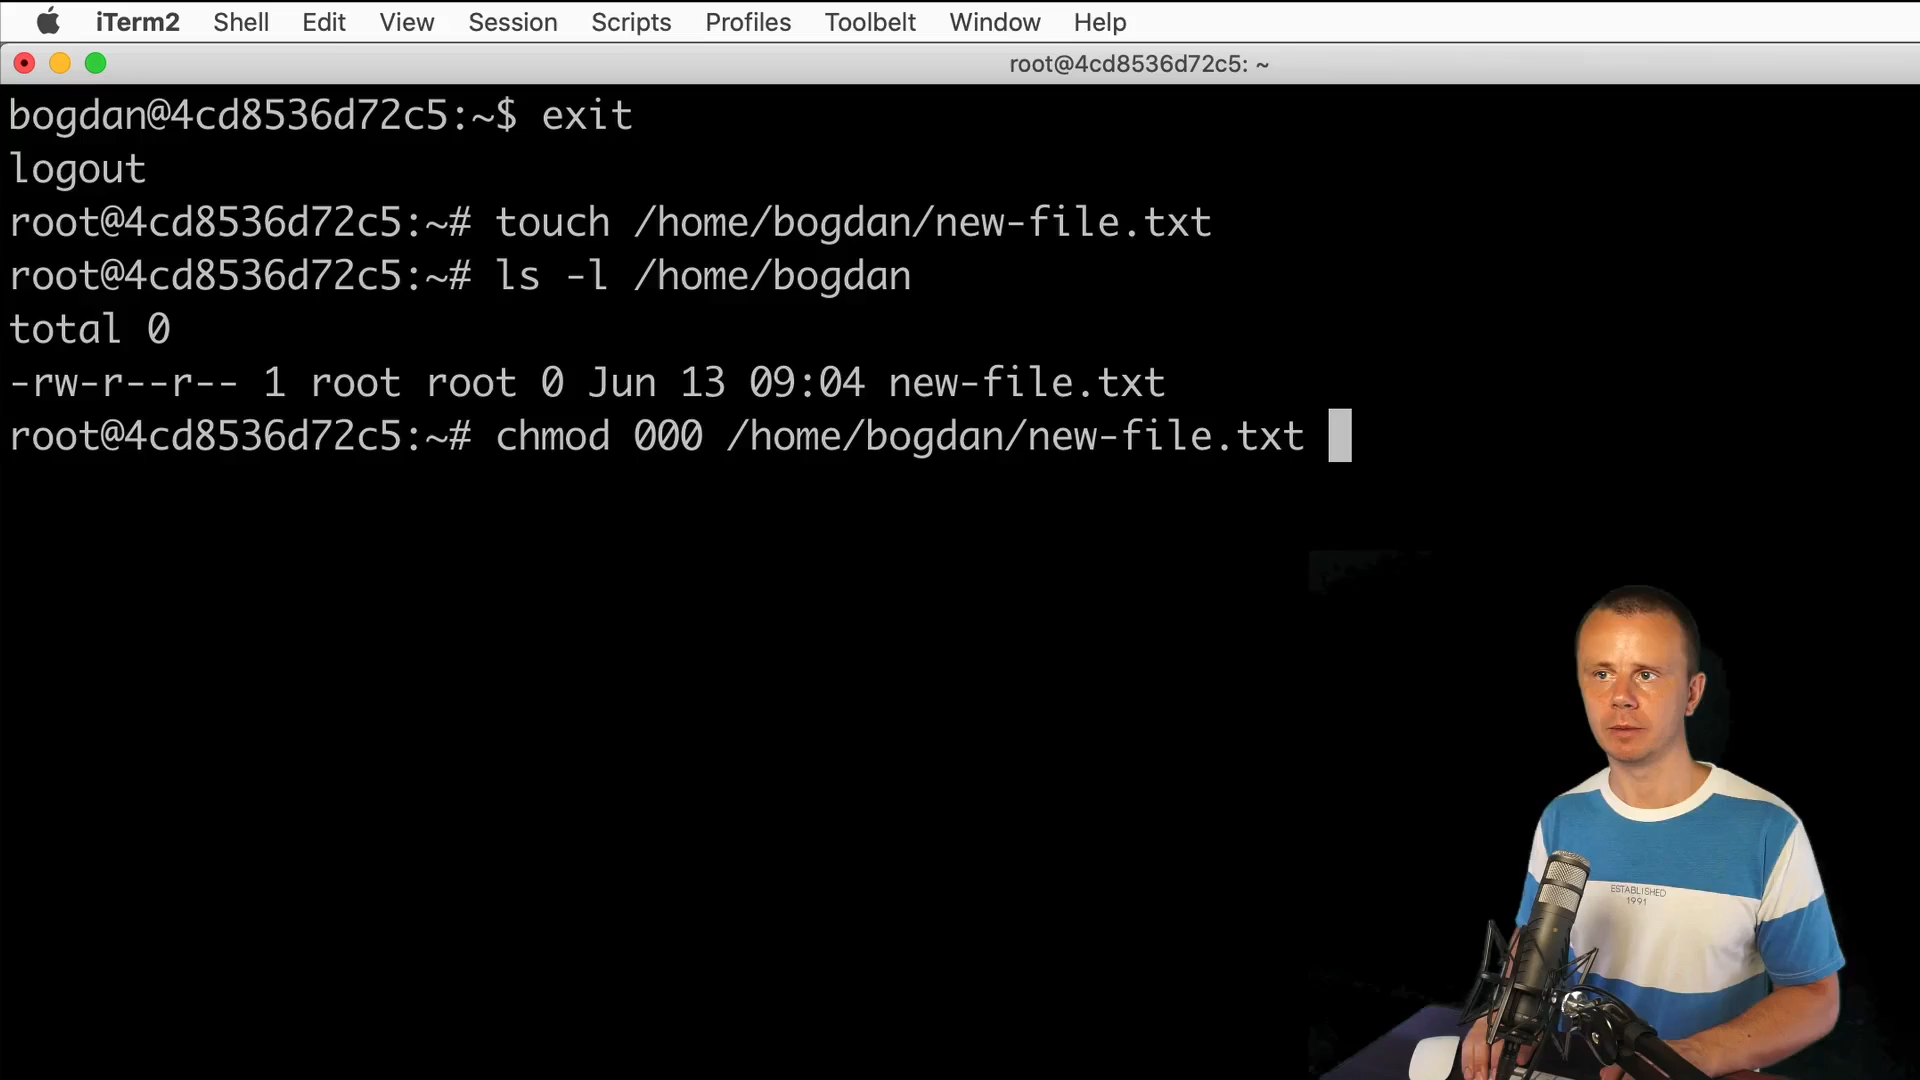 iTerm2 Shell Edit View Session Scripts Profiles Toolbelt Window Help
root@4cd8536d72c5: ~
bogdan@4cd8536d72c5:~$ exit
logout
root@4cd8536d72c5:~# touch /home/bogdan/new-file.txt
root@4cd8536d72c5:~# ls -l /home/bogdan
total 0
-rw-r--r-- 1 root root 0 Jun 13 09:04 new-file.txt
root@4cd8536d72c5:~# chmod 000 /home/bogdan/new-file.txt
ESTABLISHED
1991